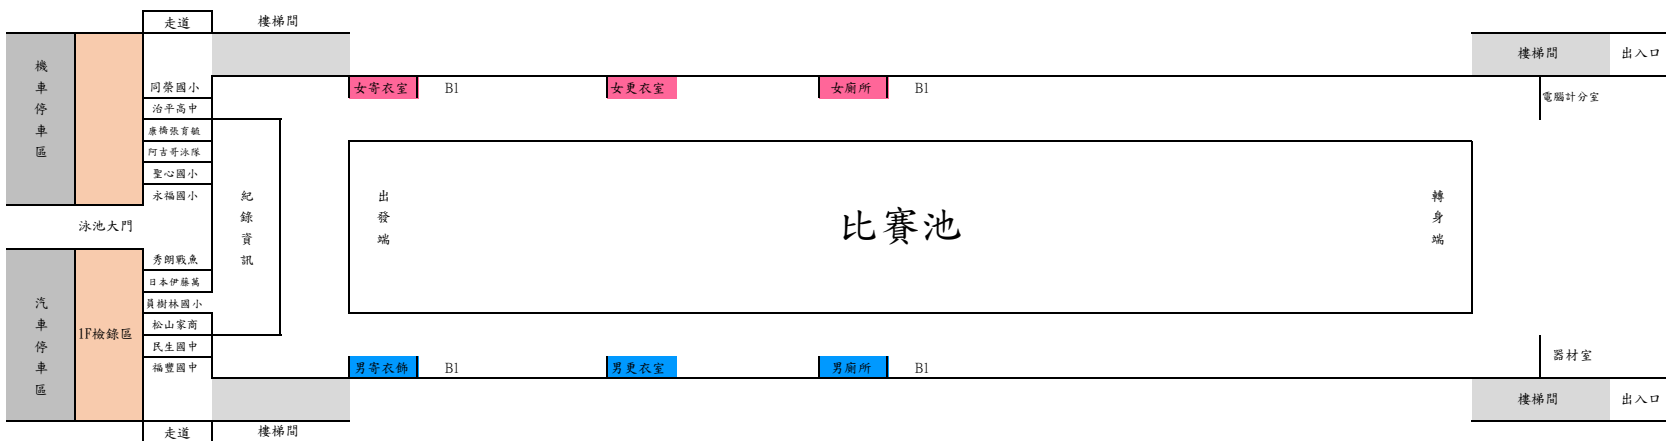 走道
樓梯間
機車停車區
樓梯間
出入口
同榮國小
女寄衣室
B1
女更衣室
女廁所
B1
電腦計分室
治平高中
康橋張育毓
阿古哥泳隊
聖心國小
永福國小
紀錄資訊
出發端
比賽池
轉身端
泳池大門
秀朗戰魚
日本伊藤萬
員樹林國小
汽車停車區
1F檢錄區
松山家商
民生國中
福豐國中
男寄衣飾
B1
男更衣室
男廁所
B1
器材室
樓梯間
出入口
走道
樓梯間